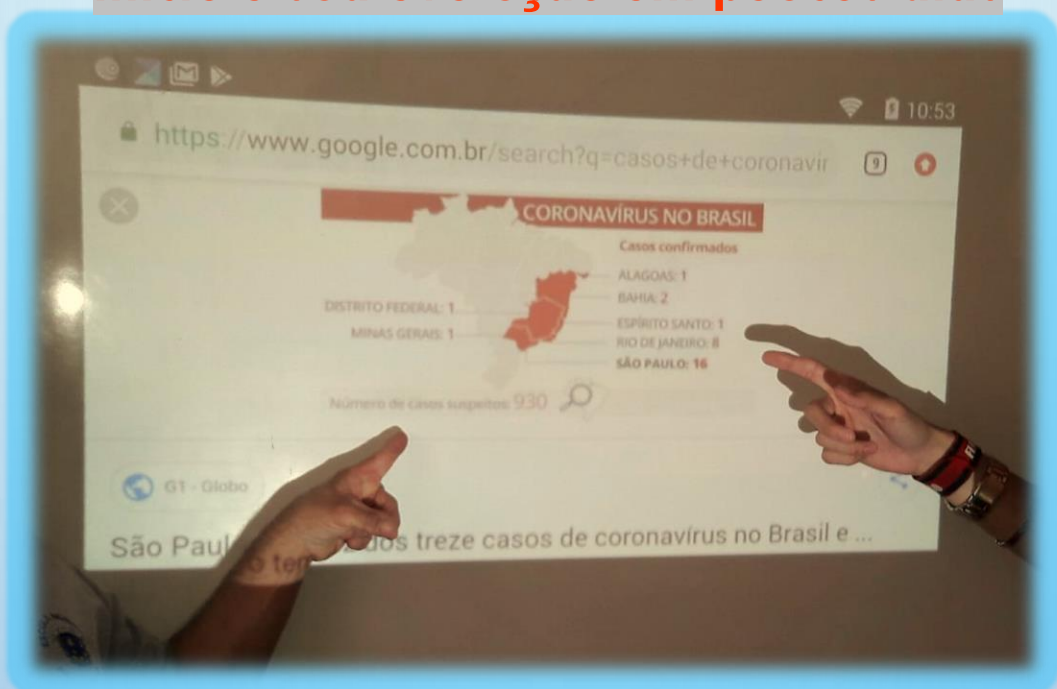 10:53
https://www.google.com.br/search?q=casos+de+coronavir
9
CORONAVÍRUS NO BRASIL
Casos confirmados
ALAGOAS: 1
BAHIA: 2
DISTRITO FEDERAL: 1
ESPÍRITO SANTO: 1
MINAS GERAIS: 1
RIO DE JANEIRO: 8
SÃO PAULO: 16
Número de casos suspeitos: 930
G1 - Globo
São treze casos de coronavírus no Brasil e ...